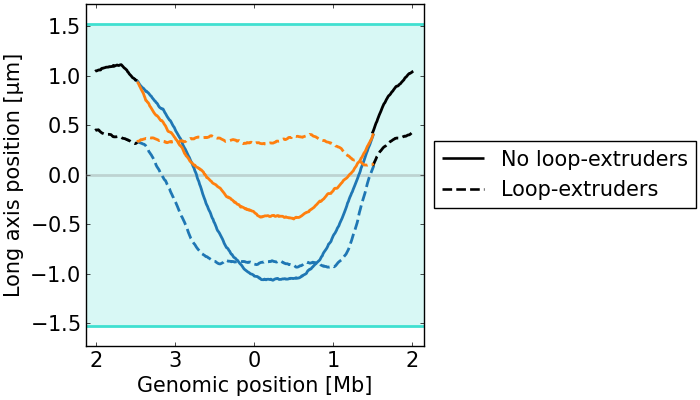 1.5
1.0
0.5
0.0
−0.5
−1.0
−1.5
Long axis position [µm]
2 3 0 1 2
Genomic position [Mb]
No loop-extruders
Loop-extruders